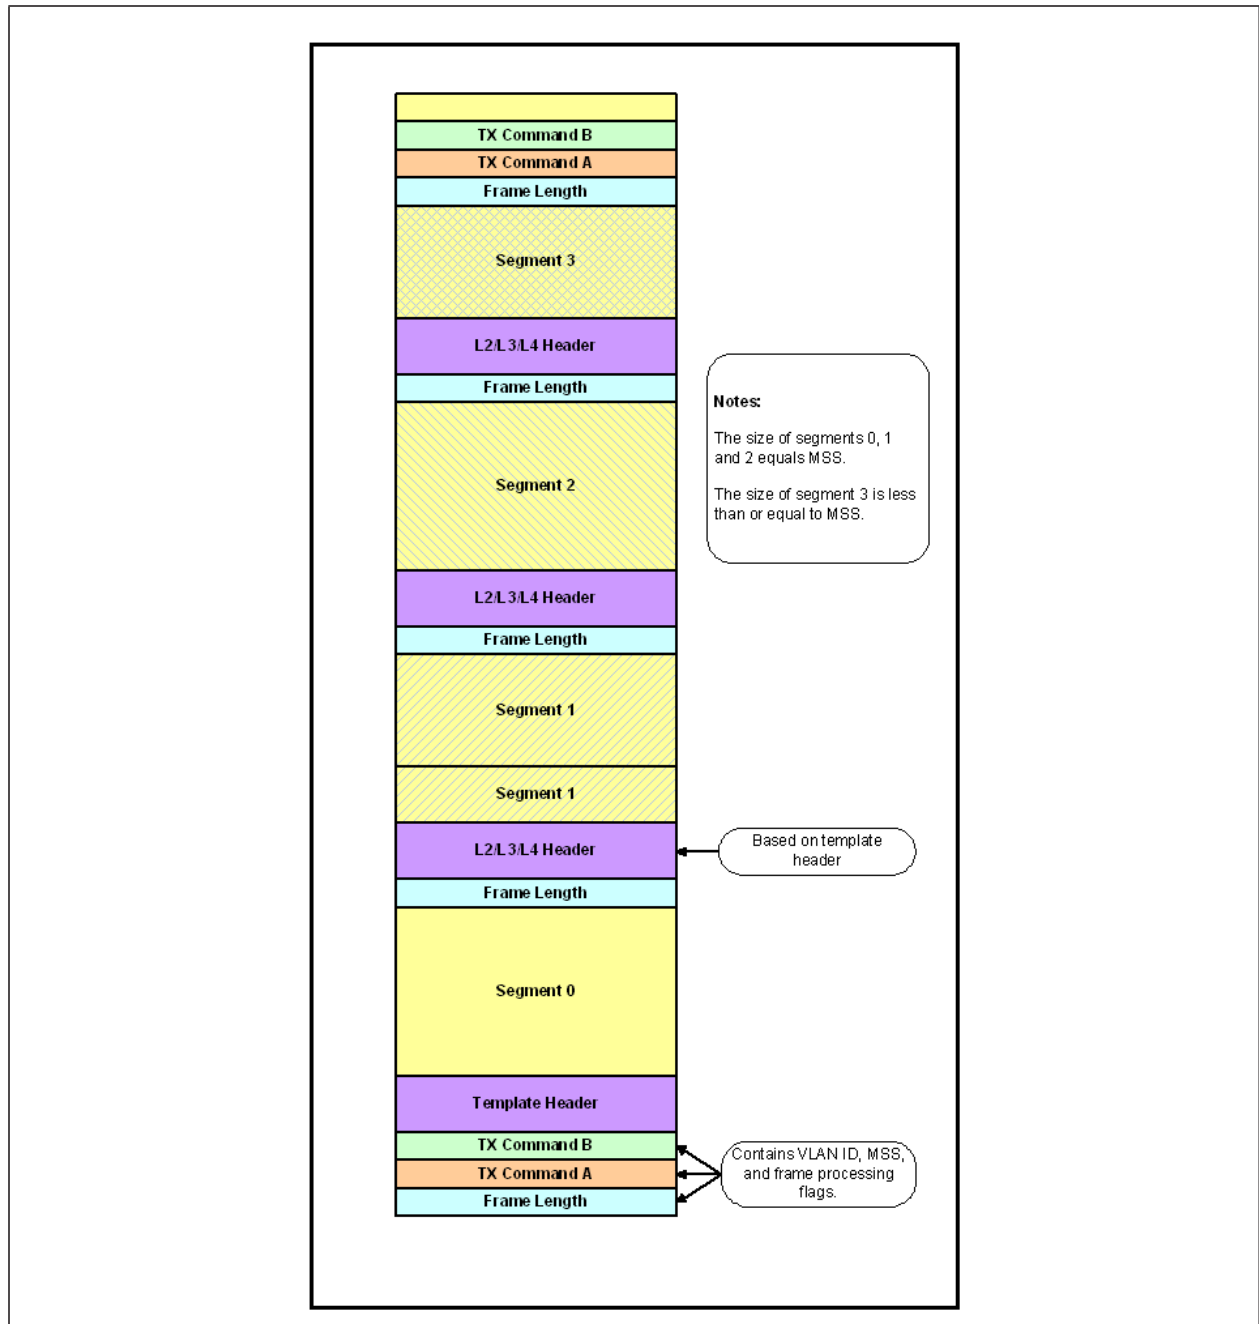 TX Command B
TX Command A
Frame Length
Segment 3
L2/L3/L4 Header
Frame Length
Notes:
The size of segments 0, 1
and 2 equals MSS.
The size of segment 3 is less
than or equal to MSS.
Segment 2
L2/L3/L4 Header
Frame Length
Segment 1
Segment 1
L2/L3/L4 Header
Based on template
header
Frame Length
Segment 0
Template Header
TX Command B
TX Command A
Frame Length
Contains VLAN ID, MSS,
and frame processing
flags.